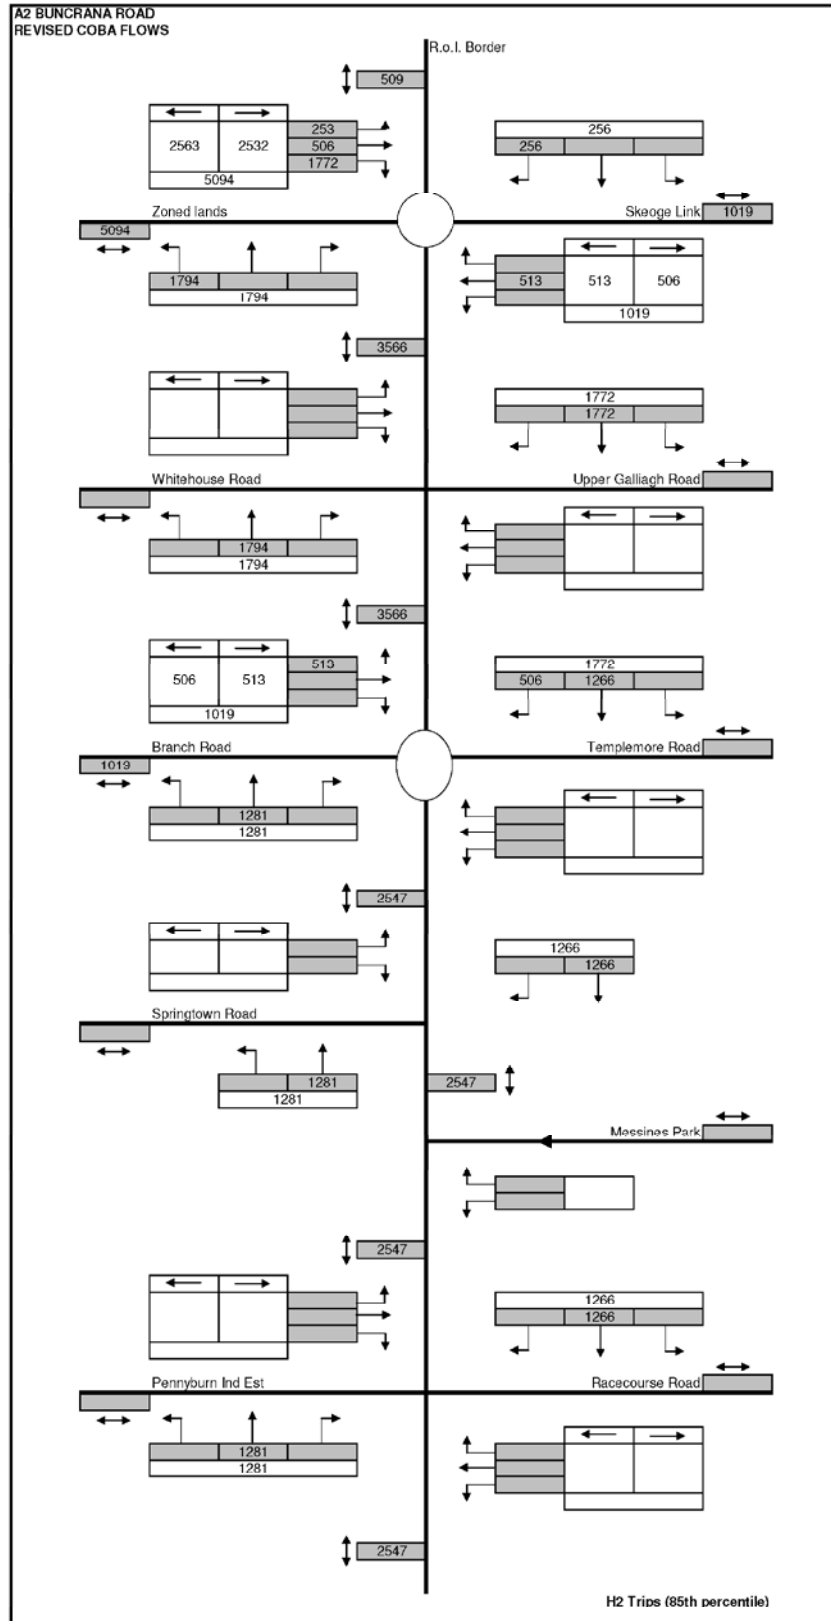 A2 BUNCRANA ROAD
REVISED COBA FLOWS
R.o.I. Border
509
253
2563 2532 506
1772
5094
256
256
Zoned lands
Skeoge Link 1019
5094
1794
1794
513 513 506
1019
3566
1772
1772
Whitehouse Road
Upper Galliagh Road
1794
1794
3566
513
506 513
1019
1772
506 1266
Branch Road
Templemore Road
1019
1281
1281
2547
1266
1266
Springtown Road
1281
1281
2547
Messines Park
2547
1266
1266
Pennyburn Ind Est
Racecourse Road
1281
1281
2547
H2 Trips (85th percentile)